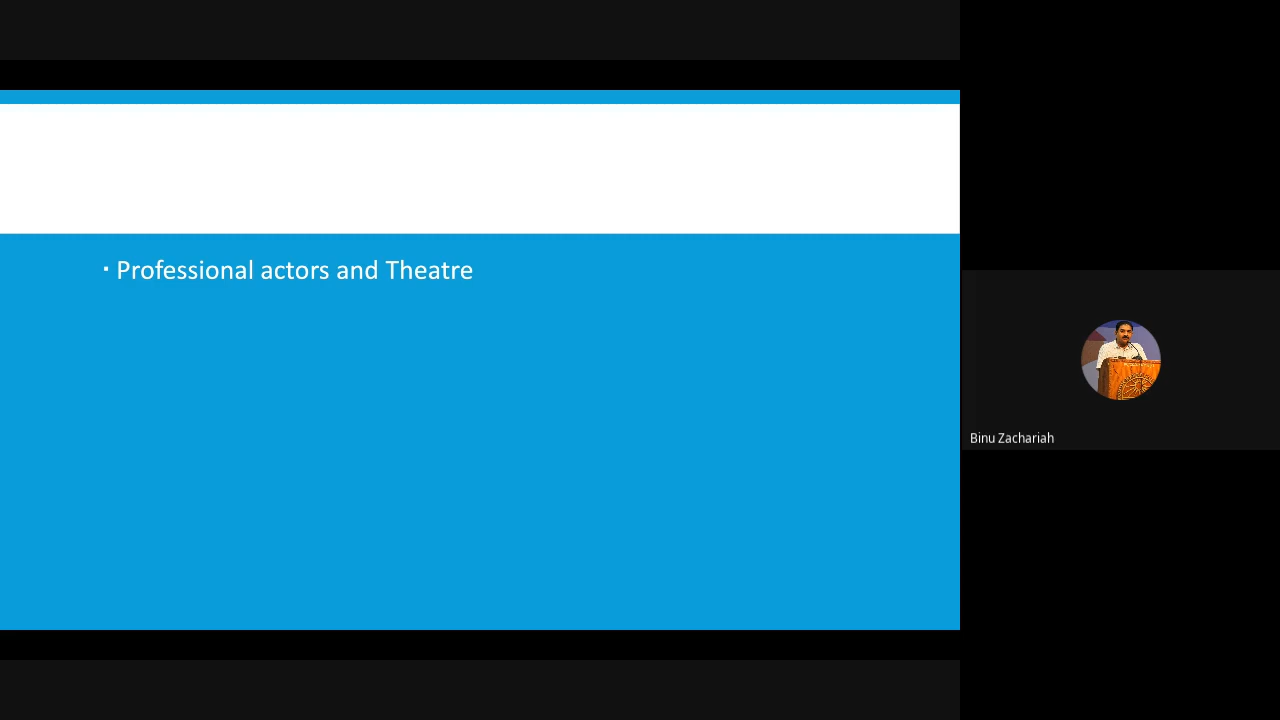 ▪ Professional actors and Theatre
Binu Zachariah